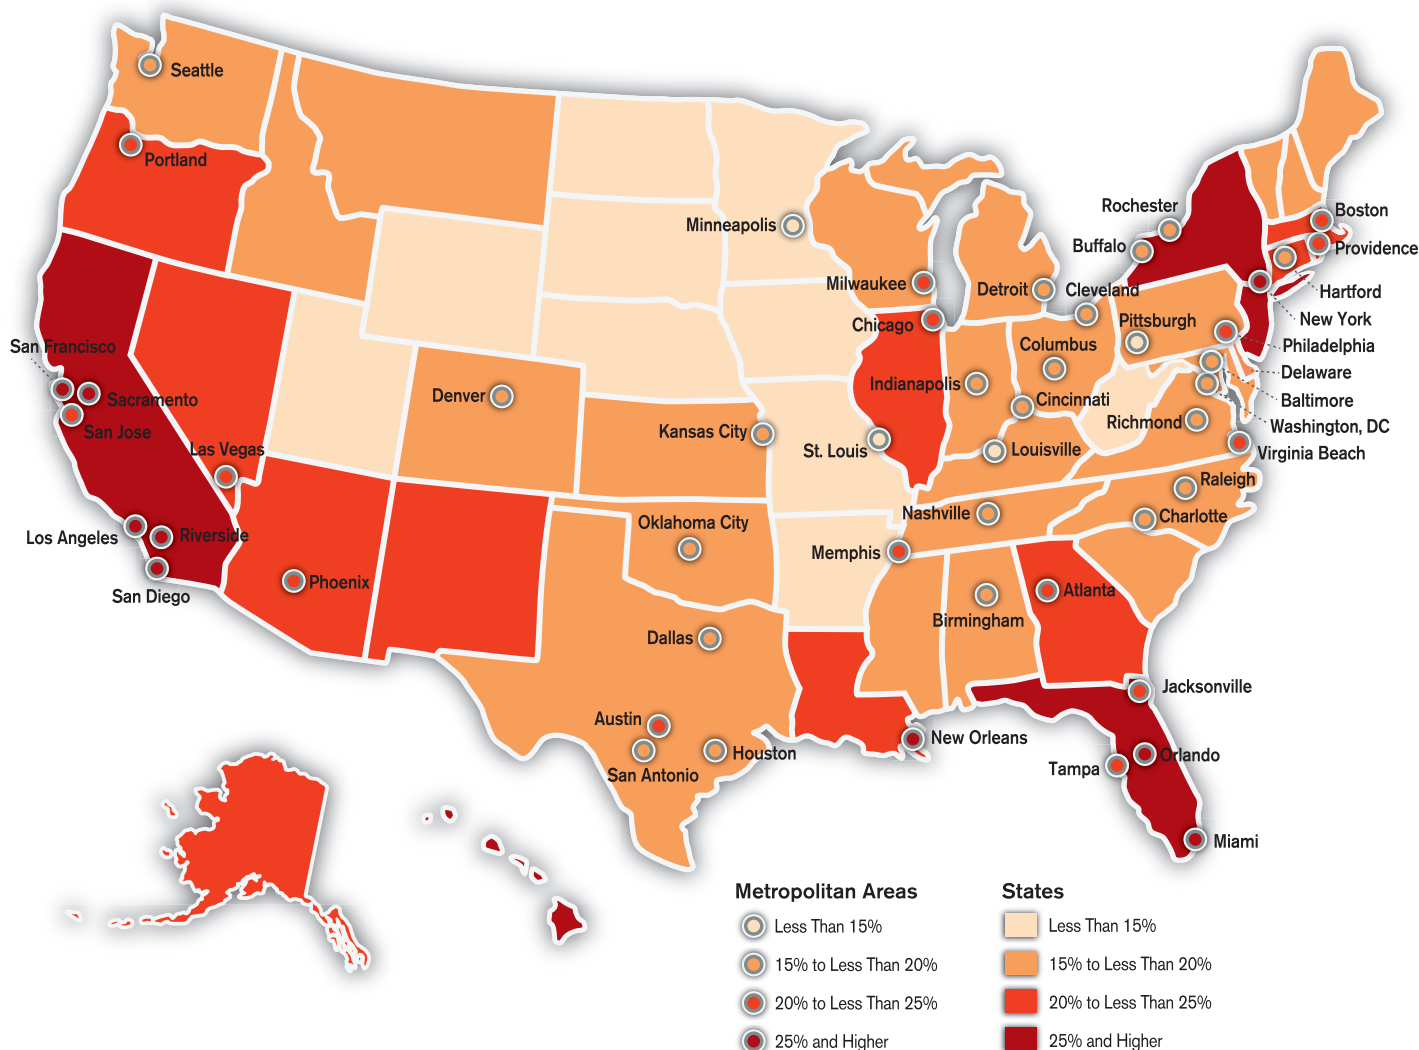 Seattle
Portland
Minneapolis
Rochester
Boston
Buffalo
Providence
Milwaukee
Detroit
Cleveland
Hartford
Chicago
Pittsburgh
New York
San Francisco
Columbus
Philadelphia
Delaware
Indianapolis
Denver
Sacramento
Cincinnati
Baltimore
San Jose
Kansas City
Richmond
Washington, DC
Las Vegas
St. Louis
Louisville
Virginia Beach
Raleigh
Nashville
Charlotte
Oklahoma City
Los Angeles
Riverside
Memphis
Phoenix
San Diego
Atlanta
Birmingham
Dallas
Jacksonville
Austin
New Orleans
Houston
San Antonio
Orlando
Tampa
Miami
Metropolitan Areas
Less Than 15%
15% to Less Than 20%
20% to Less Than 25%
25% and Higher
States
Less Than 15%
15% to Less Than 20%
20% to Less Than 25%
25% and Higher